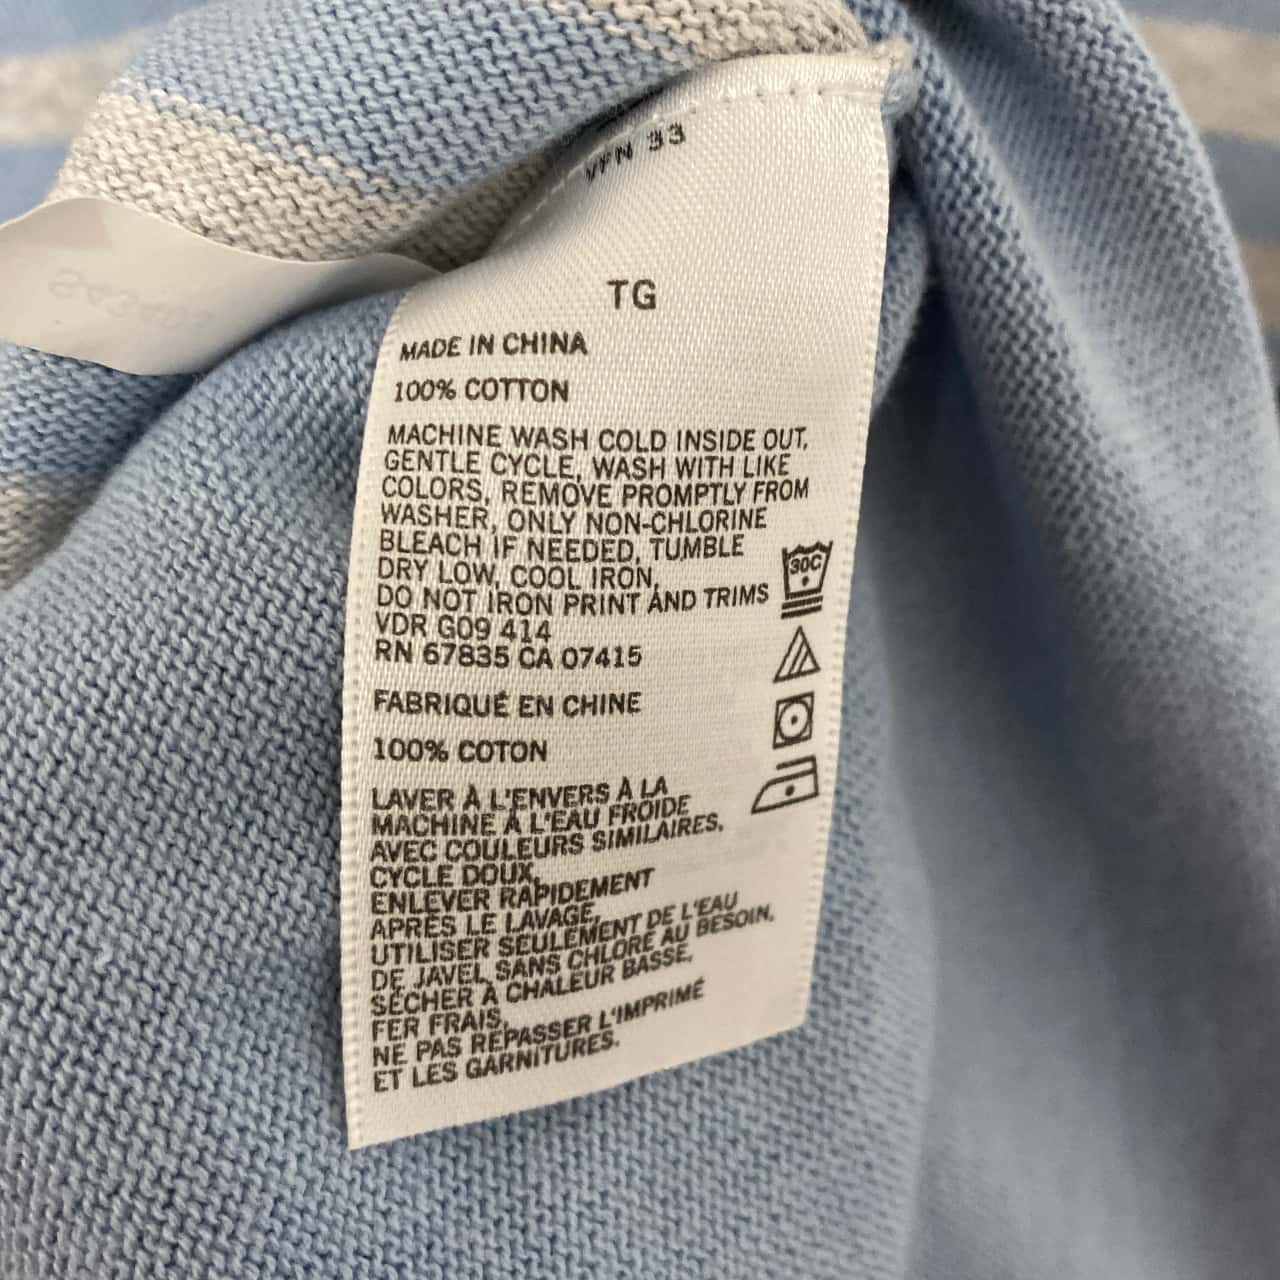 VFN 33
TG
MADE IN CHINA
100% COTTON
MACHINE WASH COLD INSIDE OUT,
GENTLE CYCLE, WASH WITH LIKE
COLORS, REMOVE PROMPTLY FROM
WASHER, ONLY NON-CHLORINE
BLEACH IF NEEDED, TUMBLE
DRY LOW, COOL IRON,
DO NOT IRON PRINT AND TRIMS
VDR G09 414
RN 67835 CA 07415
30C
FABRIQUÉ EN CHINE
100% COTON
LAVER À L'ENVERS À LA
MACHINE À L'EAU FROIDE
AVEC COULEURS SIMILAIRES,
CYCLE DOUX,
ENLEVER RAPIDEMENT
APRÈS LE LAVAGE,
UTILISER SEULEMENT DE L'EAU
DE JAVEL SANS CHLORE AU BESOIN,
SÉCHER À CHALEUR BASSE,
FER FRAIS,
NE PAS REPASSER L'IMPRIMÉ
ET LES GARNITURES.